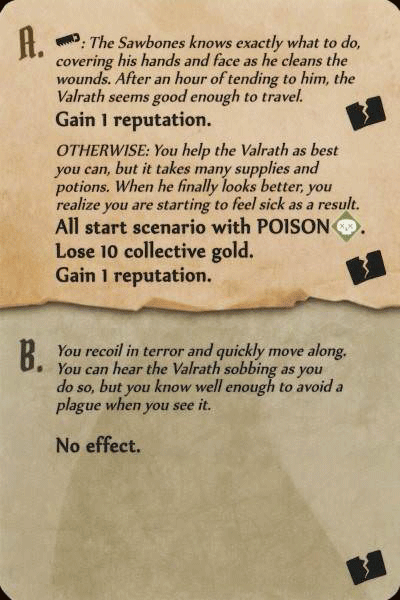 A. : The Sawbones knows exactly what to do,
covering his hands and face as he cleans the
wounds. After an hour of tending to him, the
Valrath seems good enough to travel.
Gain 1 reputation.
OTHERWISE: You help the Valrath as best
you can, but it takes many supplies and
potions. When he finally looks better, you
realize you are starting to feel sick as a result.
All start scenario with POISON .
Lose 10 collective gold.
Gain 1 reputation.
B. You recoil in terror and quickly move along.
You can hear the Valrath sobbing as you
do so, but you know well enough to avoid a
plague when you see it.
No effect.